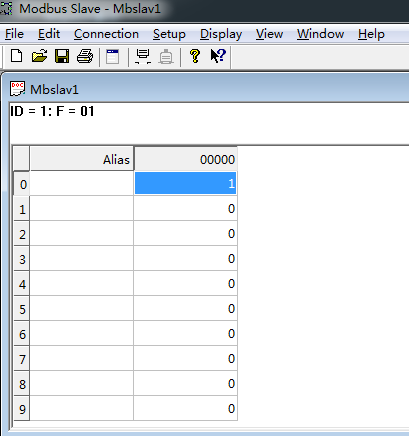 Modbus Slave - Mbslav1
File Edit Connection Setup Display View Window Help
Mbslav1
ID = 1: F = 01
Alias 00000
0 1
1 0
2 0
3 0
4 0
5 0
6 0
7 0
8 0
9 0